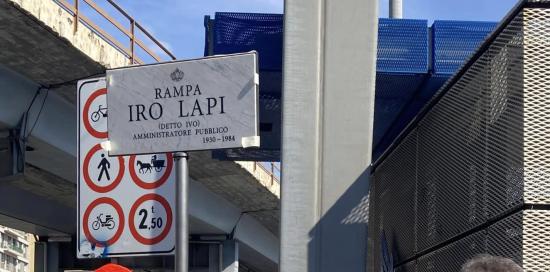 RAMPA
IRO LAPI
(DETTO IVO)
AMMINISTRATORE PUBBLICO
1930-1984
2,50